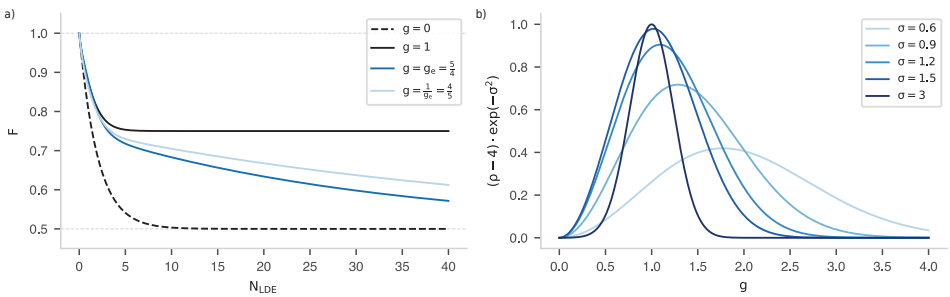 a)
F
1.0
0.9
0.8
0.7
0.6
0.5
0 5 10 15 20 25 30 35 40
N_LDE
g = 0
g = 1
g = g_e = 5/4
g = 1/g_e = 4/5
b)
(ρ − 4) · exp(−σ²)
1.0
0.8
0.6
0.4
0.2
0.0
0.0 0.5 1.0 1.5 2.0 2.5 3.0 3.5 4.0
g
σ = 0.6
σ = 0.9
σ = 1.2
σ = 1.5
σ = 3